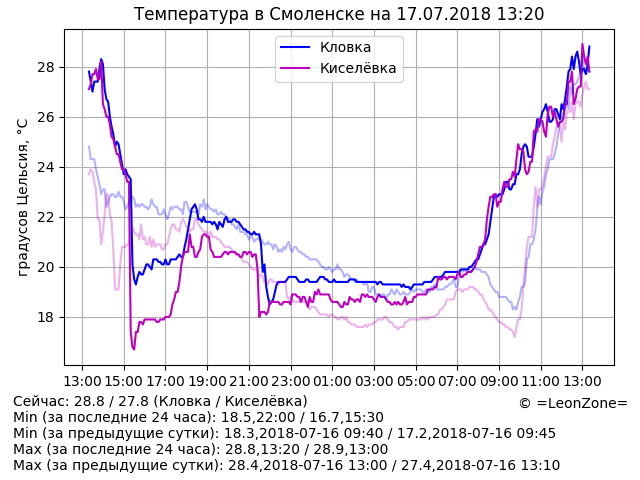 Температура в Смоленске на 17.07.2018 13:20
Кловка
Киселёвка
градусов Цельсия, °C
28
26
24
22
20
18
13:00 15:00 17:00 19:00 21:00 23:00 01:00 03:00 05:00 07:00 09:00 11:00 13:00
Сейчас: 28.8 / 27.8 (Кловка / Киселёвка)
© =LeonZone=
Min (за последние 24 часа): 18.5,22:00 / 16.7,15:30
Min (за предыдущие сутки): 18.3,2018-07-16 09:40 / 17.2,2018-07-16 09:45
Max (за последние 24 часа): 28.8,13:20 / 28.9,13:00
Max (за предыдущие сутки): 28.4,2018-07-16 13:00 / 27.4,2018-07-16 13:10